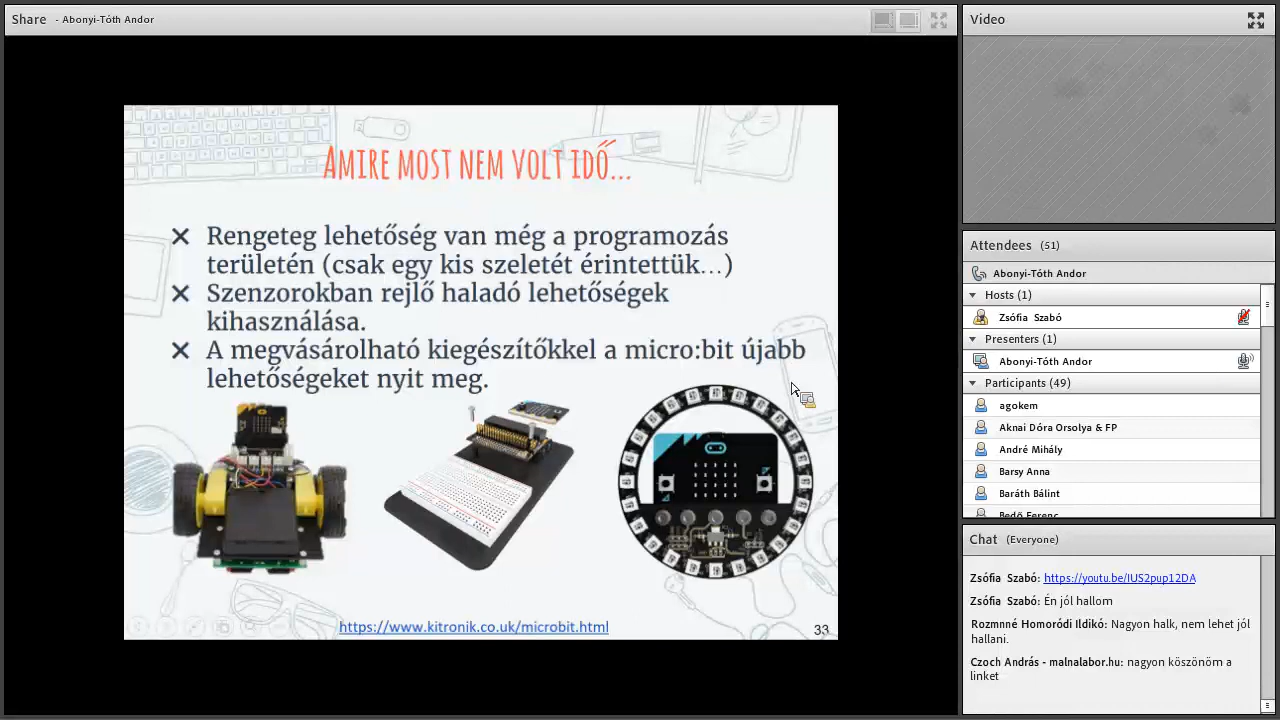 Share - Abonyi-Tóth Andor
AMIRE MOST NEM VOLT IDŐ...
Rengeteg lehetőség van még a programozás
területén (csak egy kis szeletét érintettük…)
Szenzorokban rejlő haladó lehetőségek
kihasználása.
A megvásárolható kiegészítőkkel a micro:bit újabb
lehetőségeket nyit meg.
https://www.kitronik.co.uk/microbit.html
33
Video
Attendees (51)
Abonyi-Tóth Andor
Hosts (1)
Zsófia Szabó
Presenters (1)
Abonyi-Tóth Andor
Participants (49)
agokem
Aknai Dóra Orsolya & FP
André Mihály
Barsy Anna
Baráth Bálint
Bedő Ferenc
Chat (Everyone)
Zsófia Szabó: https://youtu.be/IUS2pup12DA
Zsófia Szabó: Én jól hallom
Rozmnné Homoródi Ildikó: Nagyon halk, nem lehet jól
hallani.
Czoch András - malnalabor.hu: nagyon köszönöm a
linket